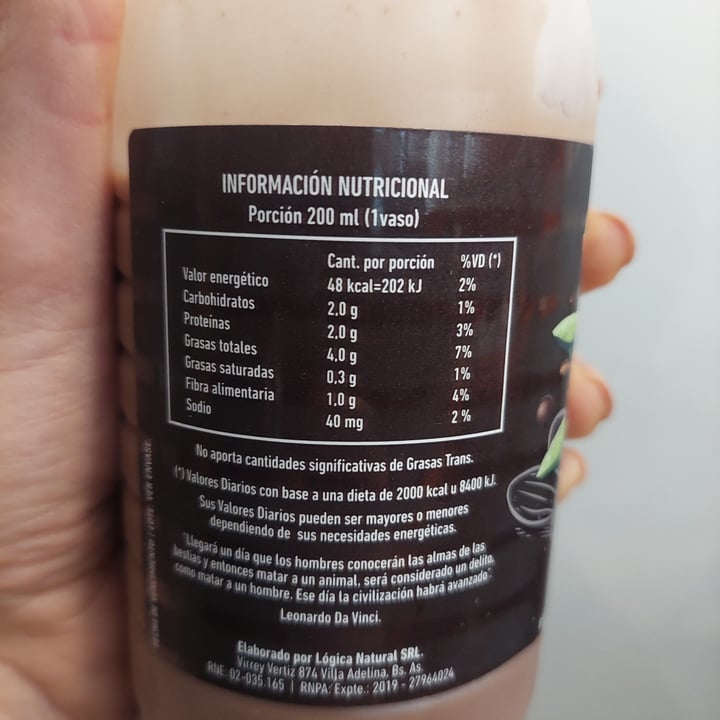 INFORMACIÓN NUTRICIONAL
Porción 200 ml (1vaso)
Cant. por porción %VD (*)
Valor energético 48 kcal=202 kJ 2%
Carbohidratos 2,0 g 1%
Proteínas 2,0 g 3%
Grasas totales 4,0 g 7%
Grasas saturadas 0,3 g 1%
Fibra alimentaria 1,0 g 4%
Sodio 40 mg 2 %
No aporta cantidades significativas de Grasas Trans.
(*) Valores Diarios con base a una dieta de 2000 kcal u 8400 kJ.
Sus Valores Diarios pueden ser mayores o menores
dependiendo de sus necesidades energéticas.
"Llegará un día que los hombres conocerán las almas de las
bestias y entonces matar a un animal, será considerado un delito,
como matar a un hombre. Ese día la civilización habrá avanzado".
Leonardo Da Vinci.
Elaborado por Lógica Natural SRL.
Virrey Vertiz 874 Villa Adelina, Bs. As.
RNE: 02-035.165 | RNPA: Expte.: 2019 - 27964024
FECHA DE VENCIMIENTO / LOTE: VER ENVASE.